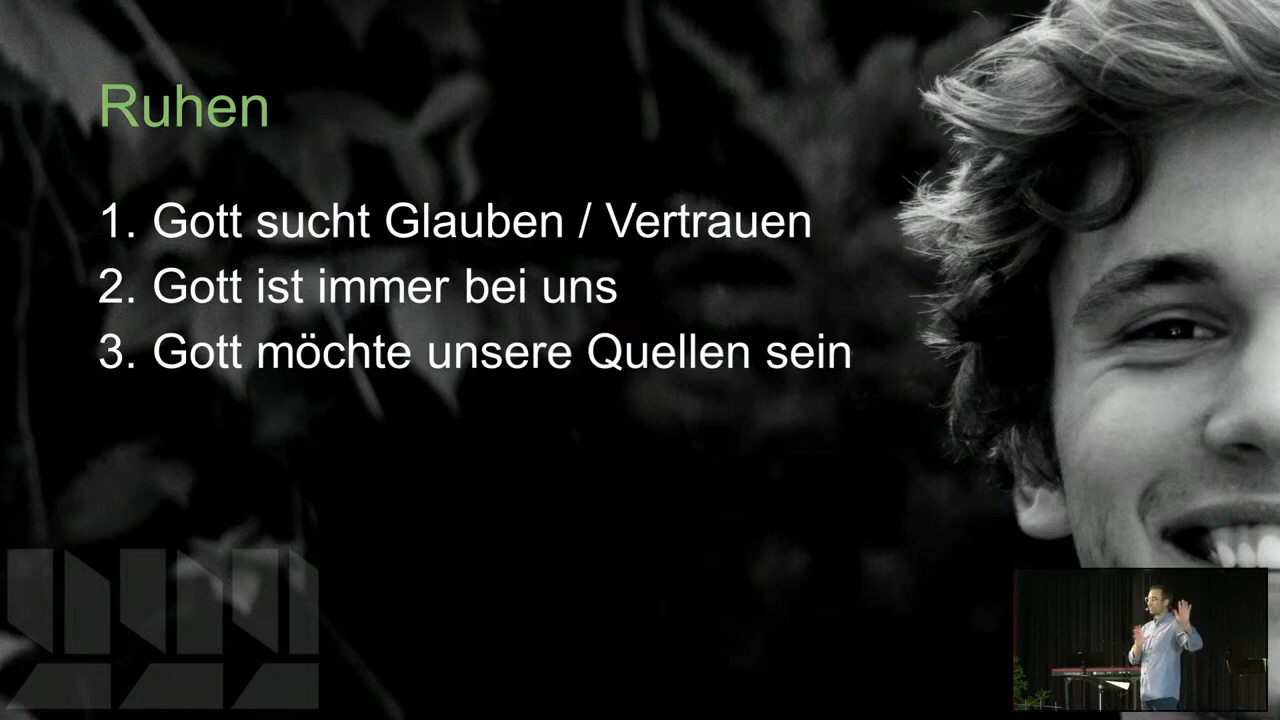 Ruhen
1. Gott sucht Glauben / Vertrauen
2. Gott ist immer bei uns
3. Gott möchte unsere Quellen sein